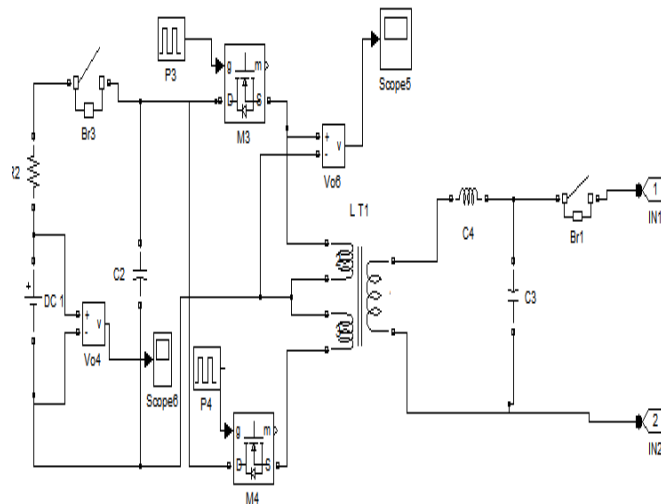 P3
g
m
D
S
M3
Scope5
+
-
v
Vo6
Br3
R2
C2
+
DC 1
+
-
v
Vo4
Scope6
P4
g
m
D
S
M4
L T1
C4
C3
Br1
1
IN1
2
IN2